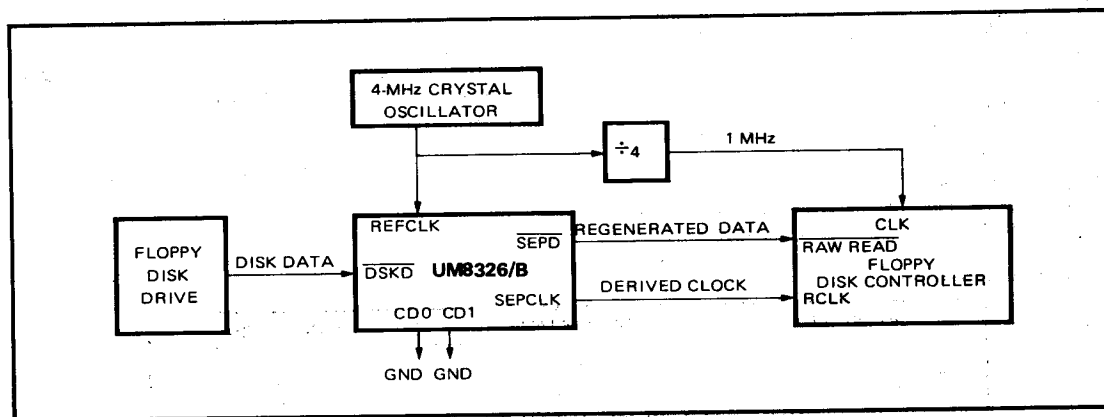 4-MHz CRYSTAL
OSCILLATOR
÷4
1 MHz
FLOPPY
DISK
DRIVE
DISK DATA
REFCLK
SEPD
DSKD
UM8326/B
SEPCLK
CD0 CD1
GND GND
REGENERATED DATA
DERIVED CLOCK
CLK
RAW READ
FLOPPY
DISK CONTROLLER
RCLK